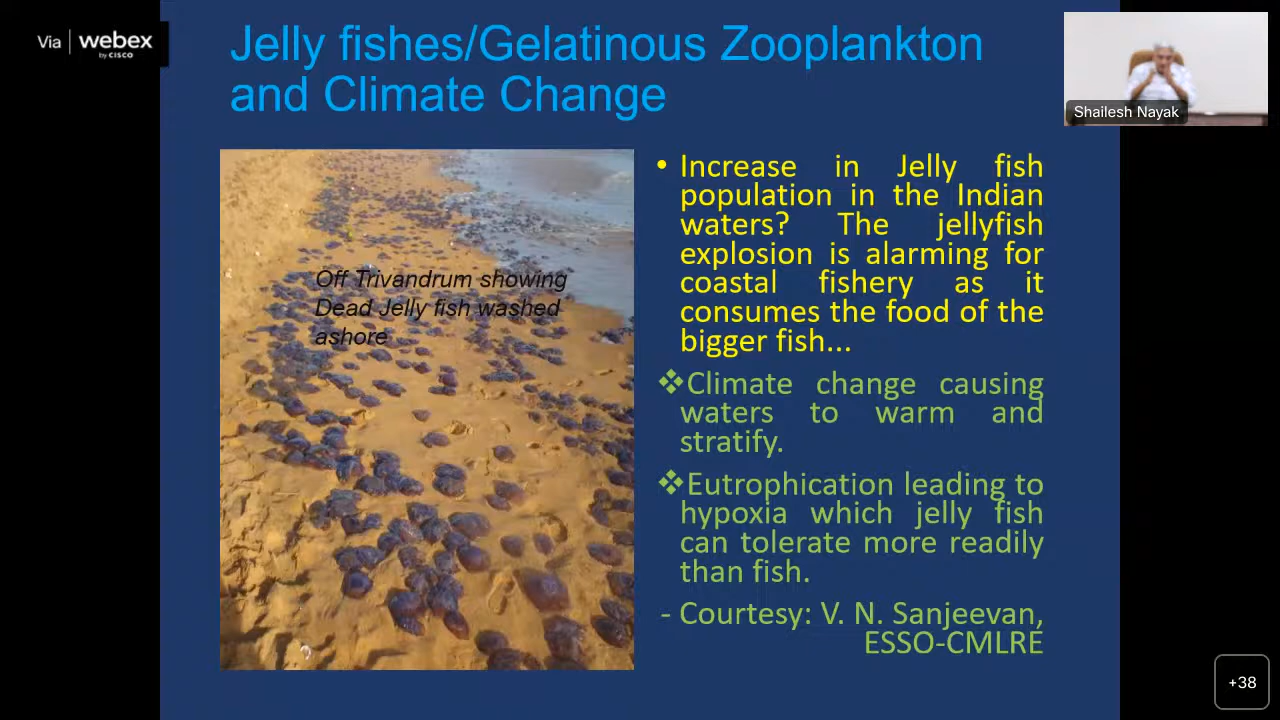 Via webex
by CISCO
Jelly fishes/Gelatinous Zooplankton
and Climate Change
Shailesh Nayak
Off Trivandrum showing
Dead Jelly fish washed
ashore
• Increase in Jelly fish
population in the Indian
waters? The jellyfish
explosion is alarming for
coastal fishery as it
consumes the food of the
bigger fish...
❖Climate change causing
waters to warm and
stratify.
❖Eutrophication leading to
hypoxia which jelly fish
can tolerate more readily
than fish.
- Courtesy: V. N. Sanjeevan,
ESSO-CMLRE
+38